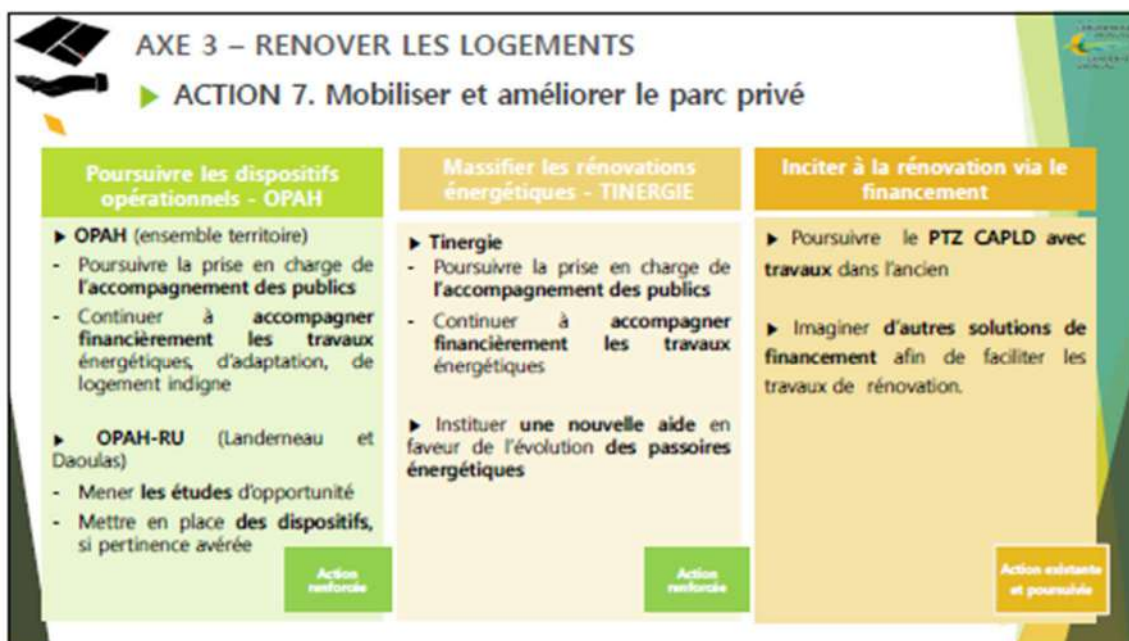 AXE 3 – RENOVER LES LOGEMENTS
▶ ACTION 7. Mobiliser et améliorer le parc privé
Poursuivre les dispositifs
opérationnels - OPAH
▶ OPAH (ensemble territoire)
- Poursuivre la prise en charge de
l'accompagnement des publics
- Continuer à accompagner
financièrement les travaux
énergétiques, d'adaptation, de
logement indigne
▶ OPAH-RU (Landerneau et
Daoulas)
- Mener les études d'opportunité
- Mettre en place des dispositifs,
si pertinence avérée
Action
renforcée
Massifier les rénovations
énergétiques - TINERGIE
▶ Tinergie
- Poursuivre la prise en charge de
l'accompagnement des publics
- Continuer à accompagner
financièrement les travaux
énergétiques
▶ Instituer une nouvelle aide en
faveur de l'évolution des passoires
énergétiques
Action
renforcée
Inciter à la rénovation via le
financement
▶ Poursuivre le PTZ CAPLD avec
travaux dans l'ancien
▶ Imaginer d'autres solutions de
financement afin de faciliter les
travaux de rénovation.
Action existante
et poursuivie